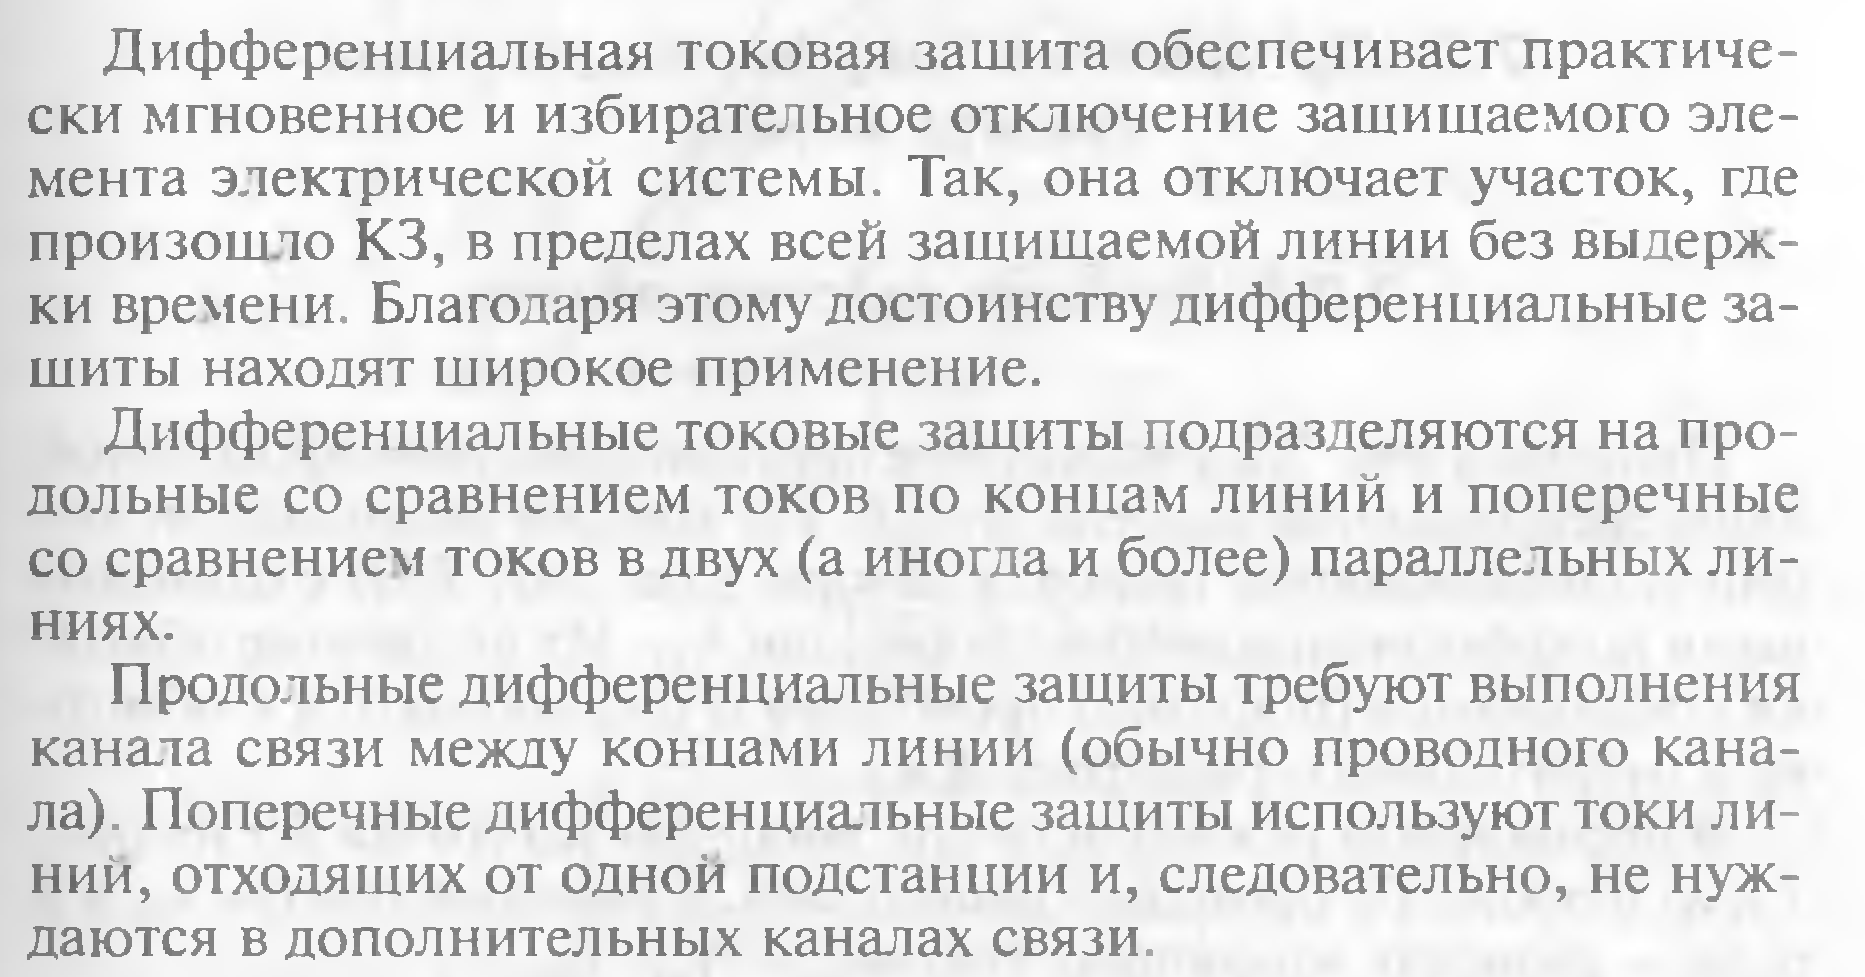 Дифференциальная токовая защита обеспечивает практиче-
ски мгновенное и избирательное отключение защищаемого эле-
мента электрической системы. Так, она отключает участок, где
произошло КЗ, в пределах всей защищаемой линии без выдерж-
ки времени. Благодаря этому достоинству дифференциальные за-
щиты находят широкое применение.
Дифференциальные токовые защиты подразделяются на про-
дольные со сравнением токов по концам линий и поперечные
со сравнением токов в двух (а иногда и более) параллельных ли-
ниях.
Продольные дифференциальные защиты требуют выполнения
канала связи между концами линии (обычно проводного кана-
ла). Поперечные дифференциальные защиты используют токи ли-
ний, отходящих от одной подстанции и, следовательно, не нуж-
даются в дополнительных каналах связи.